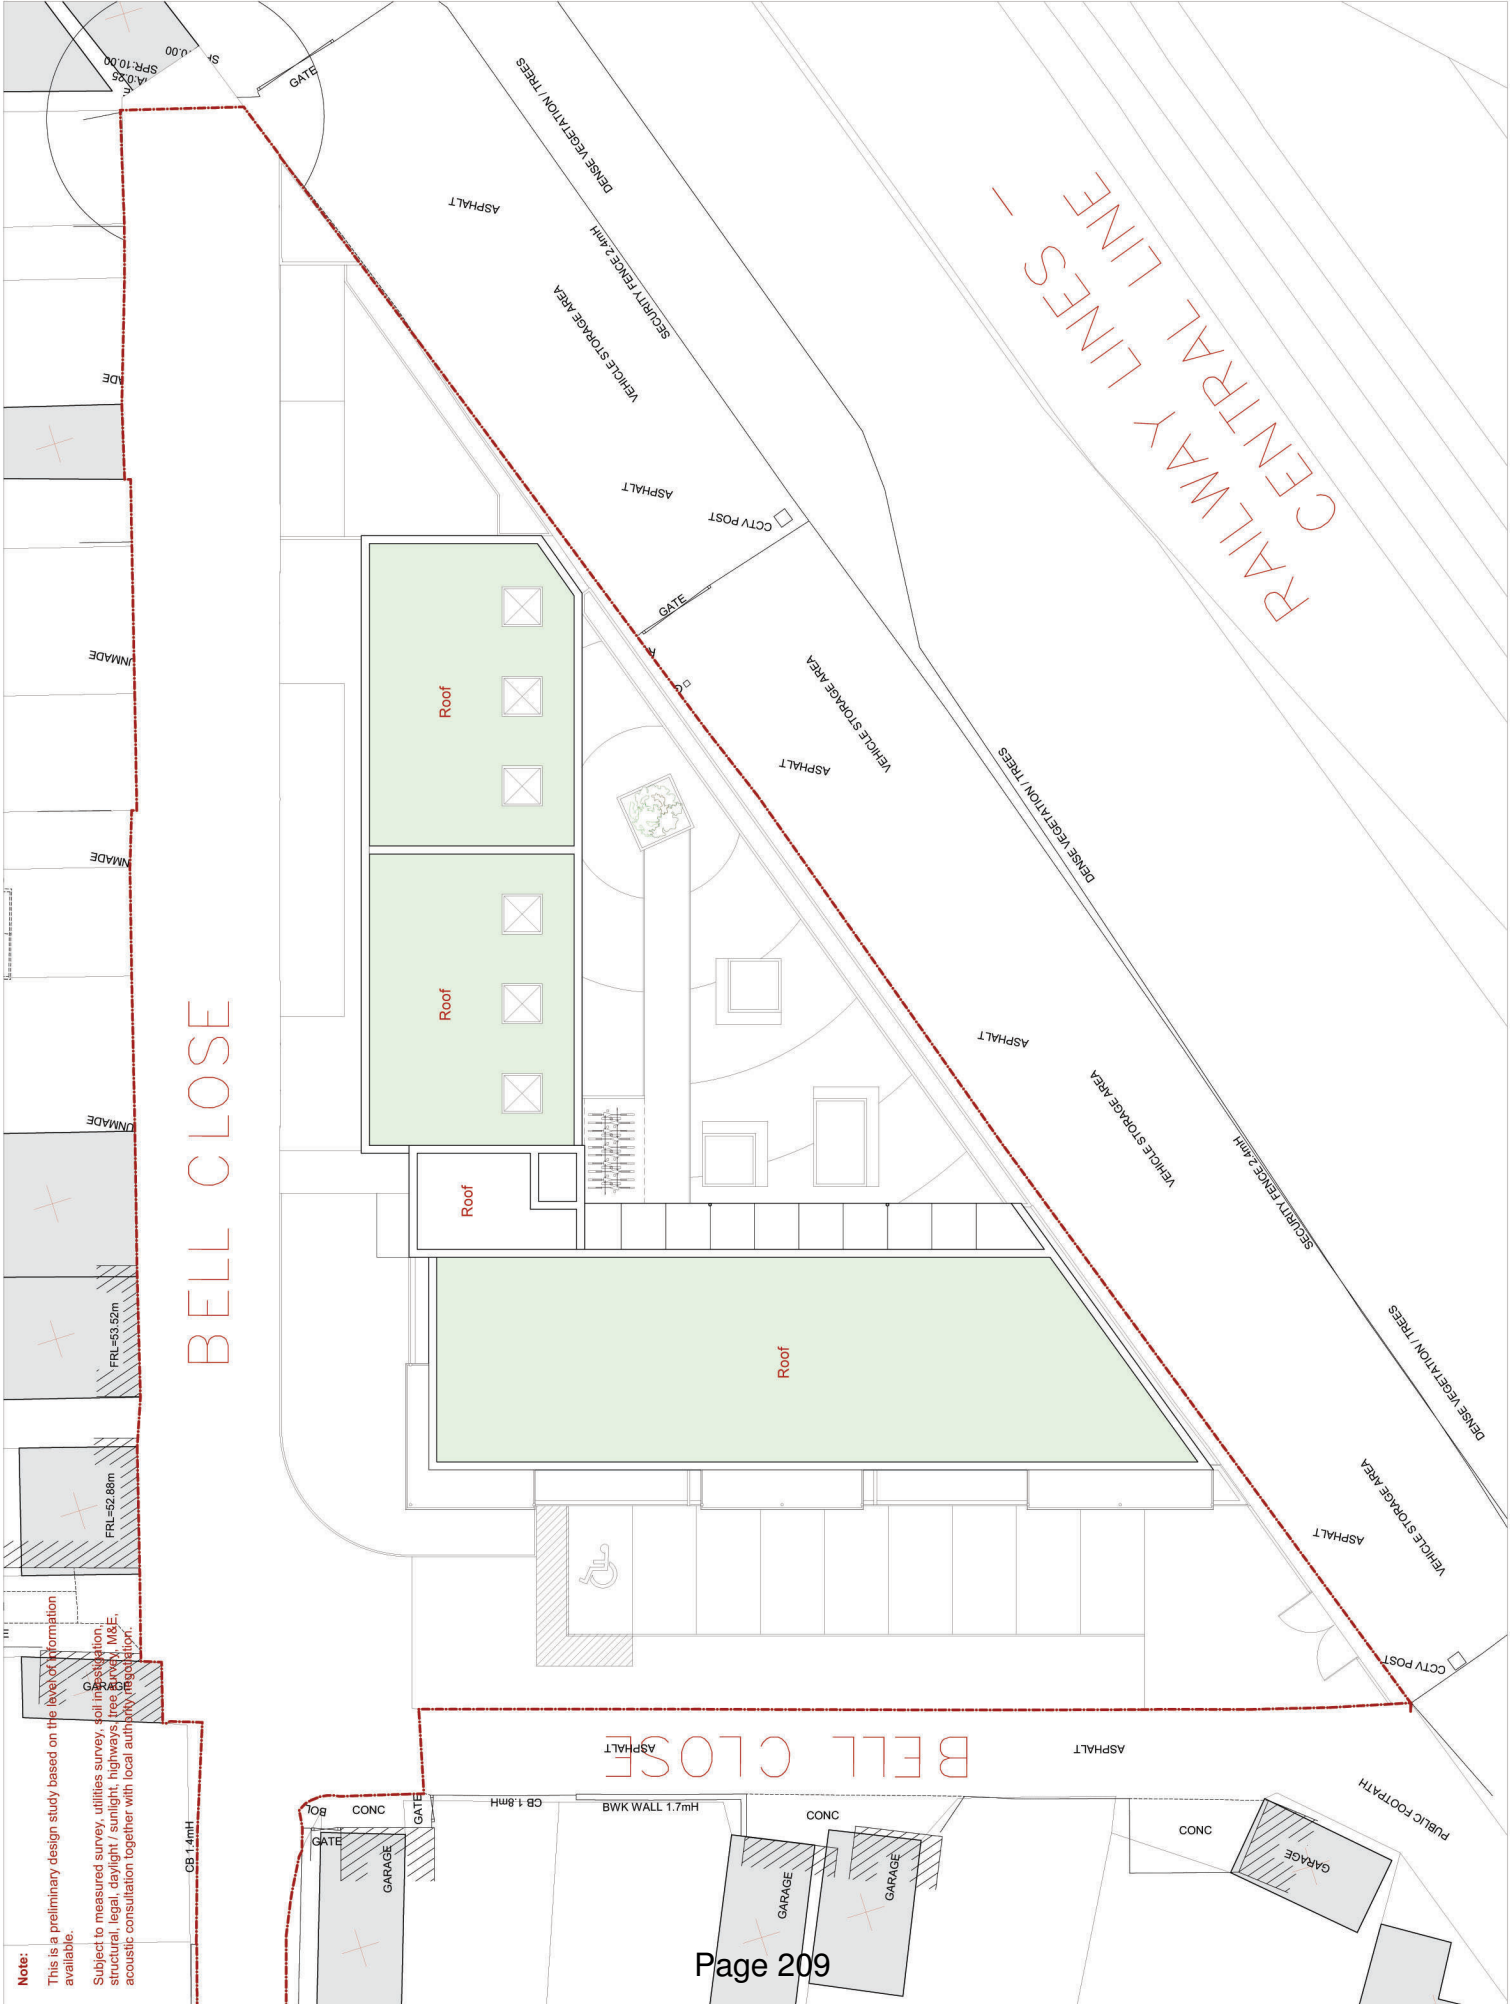 SPR:10.00
GATE
DENSE VEGETATION / TREES
ASPHALT
SECURITY FENCE 2.4mH
VEHICLE STORAGE AREA
RAILWAY LINES -
CENTRAL LINE
ASPHALT
CCTV POST
GATE
VEHICLE STORAGE AREA
ASPHALT
DENSE VEGETATION / TREES
Roof
Roof
BELL CLOSE
UNMADE
ASPHALT
VEHICLE STORAGE AREA
SECURITY FENCE 2.4mH
Roof
FRL=53.52m
Roof
DENSE VEGETATION / TREES
FRL=52.88m
VEHICLE STORAGE AREA
ASPHALT
CCTV POST
GARAGE
BELL CLOSE
ASPHALT
ASPHALT
CB 1.4mH
BOL
CONC
GATE
GATE
CB 1.8mH
BWK WALL 1.7mH
CONC
CONC
PUBLIC FOOTPATH
GARAGE
GARAGE
GARAGE
GARAGE
Note:
This is a preliminary design study based on the level of information
available.
Subject to measured survey, utilities survey, soil investigation,
structural, legal, daylight / sunlight, highways, tree survey, M&E,
acoustic consultation together with local authority negotiation.
Page 209